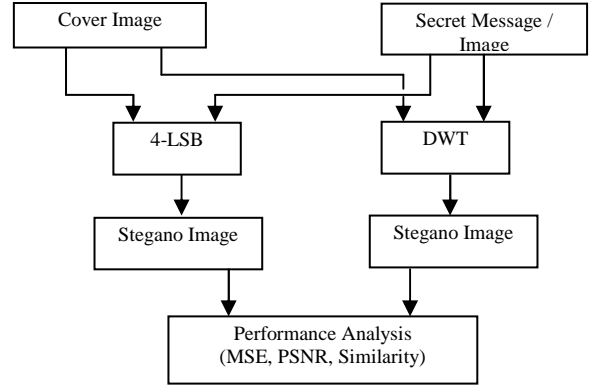 Cover Image
Secret Message /
Image
4-LSB
DWT
Stegano Image
Stegano Image
Performance Analysis
(MSE, PSNR, Similarity)